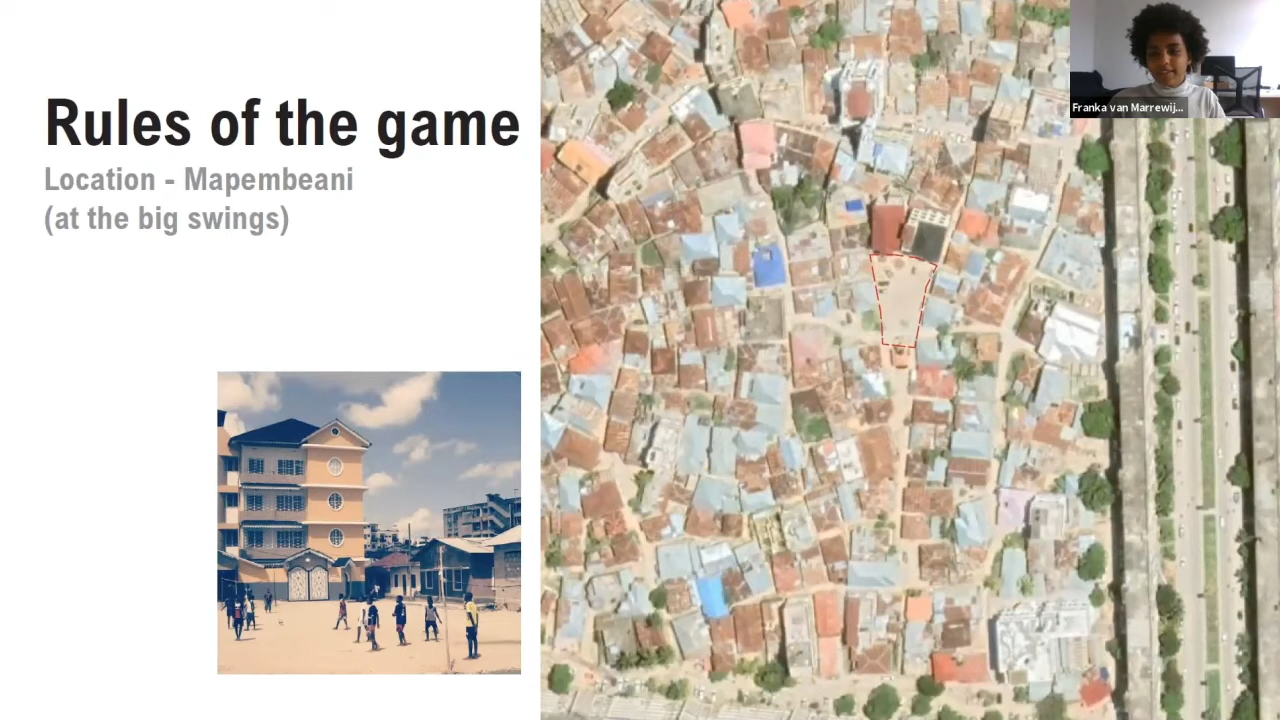 Rules of the game
Location - Mapembeani
(at the big swings)
Franka van Marrewij...